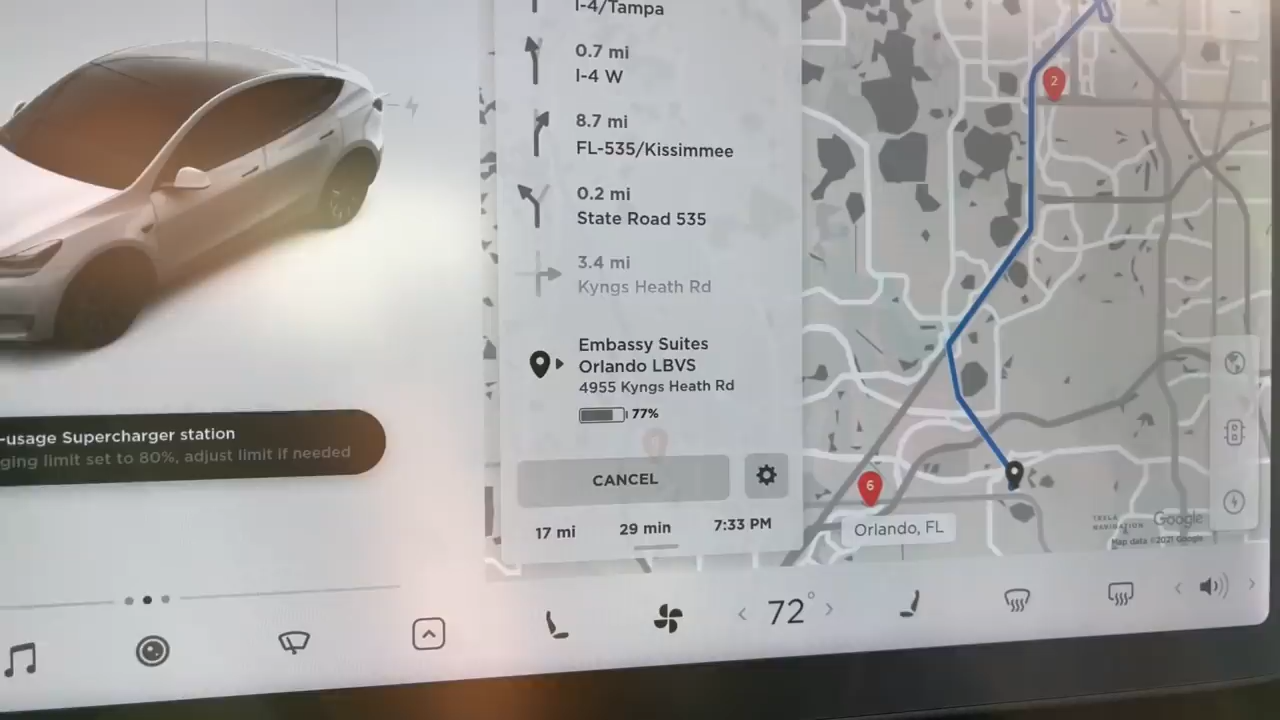 I-4/Tampa
0.7 mi
I-4 W
8.7 mi
FL-535/Kissimmee
0.2 mi
State Road 535
3.4 mi
Kyngs Heath Rd
Embassy Suites
Orlando LBVS
4955 Kyngs Heath Rd
77%
CANCEL
17 mi 29 min 7:33 PM
-usage Supercharger station
ging limit set to 80%, adjust limit if needed
2
6
Orlando, FL
TESLA
NAVIGATION
Google
Map data ©2021 Google
72°